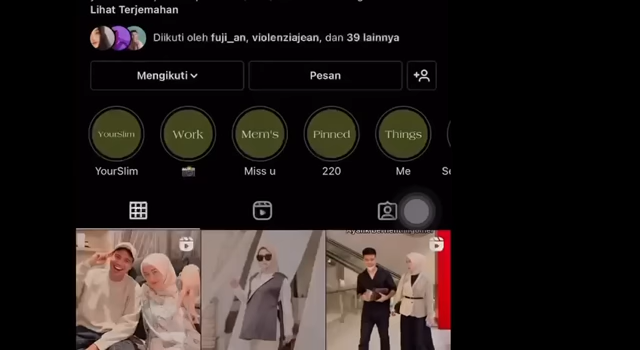 Lihat Terjemahan
Diikuti oleh fuji_an, violenziajean, dan 39 lainnya
Mengikuti
Pesan
YourSlim
Work
Mem's
Pinned
Things
YourSlim
Miss u
220
Me